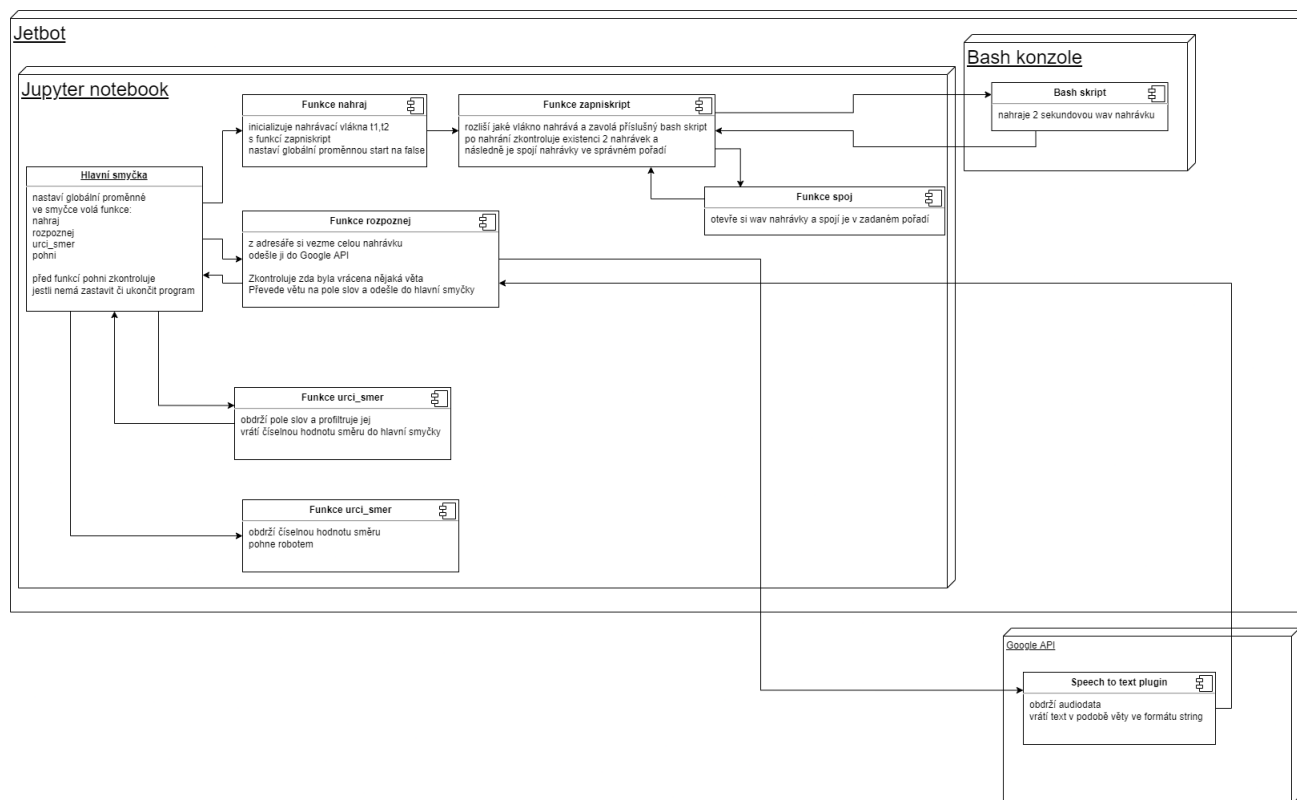 Jetbot
Jupyter notebook
Bash konzole
Bash skript
nahraje 2 sekundovou wav nahrávku
Funkce nahraj
inicializuje nahrávací vlákna t1,t2
s funkcí zapniskript
nastaví globální proměnnou start na false
Funkce zapniskript
rozliší jaké vlákno nahrává a zavolá příslušný bash skript
po nahrání zkontroluje existenci 2 nahrávek a
následně je spojí nahrávky ve správném pořadí
Hlavní smyčka
nastaví globální proměnné
ve smyčce volá funkce:
nahraj
rozpoznej
urci_smer
pohni
před funkcí pohni zkontroluje
jestli nemá zastavit či ukončit program
Funkce spoj
otevře si wav nahrávky a spojí je v zadaném pořadí
Funkce rozpoznej
z adresáře si vezme celou nahrávku
odešle ji do Google API
Zkontroluje zda byla vrácena nějaká věta
Převede větu na pole slov a odešle do hlavní smyčky
Funkce urci_smer
obdrží pole slov a profiltruje jej
vrátí číselnou hodnotu směru do hlavní smyčky
Funkce urci_smer
obdrží číselnou hodnotu směru
pohne robotem
Google API
Speech to text plugin
obdrží audiodata
vrátí text v podobě věty ve formátu string